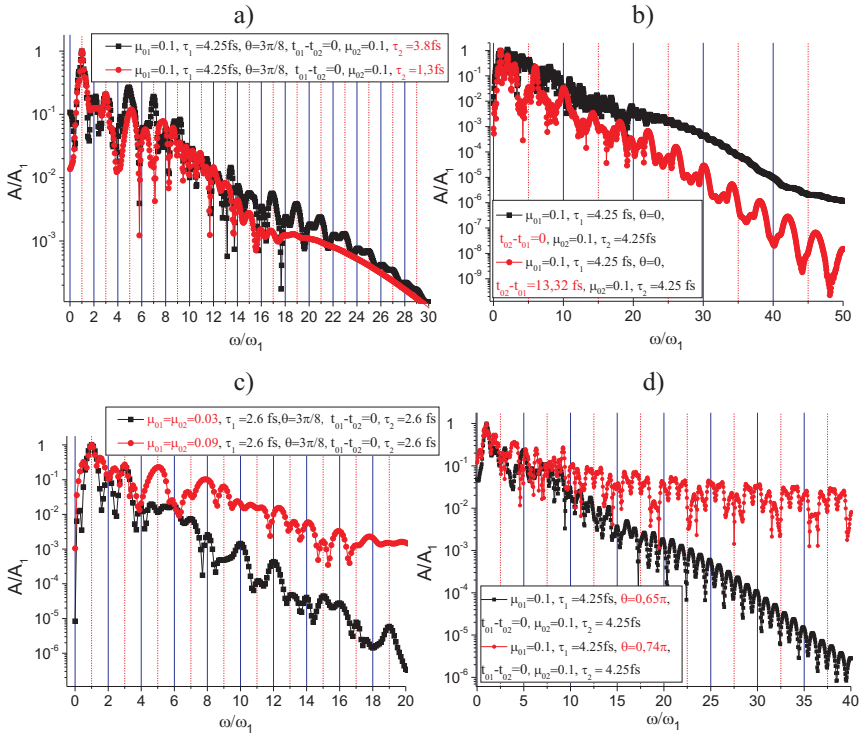 a)
μ₀₁=0.1, τ₁ =4.25fs, θ=3π/8, t₀₁-t₀₂=0, μ₀₂=0.1, τ₂ =3.8fs
μ₀₁=0.1, τ₁ =4.25fs, θ=3π/8, t₀₁-t₀₂=0, μ₀₂=0.1, τ₂ =1,3fs
1
10⁻¹
10⁻²
10⁻³
A/A₁
0 2 4 6 8 10 12 14 16 18 20 22 24 26 28 30
ω/ω₁
b)
10⁰
10⁻¹
10⁻²
10⁻³
10⁻⁴
10⁻⁵
10⁻⁶
10⁻⁷
10⁻⁸
10⁻⁹
A/A₁
μ₀₁=0.1, τ₁ =4.25 fs, θ=0,
t₀₂-t₀₁=0, μ₀₂=0.1, τ₂ =4.25fs
μ₀₁=0.1, τ₁ =4.25 fs, θ=0,
t₀₂-t₀₁=13,32 fs, μ₀₂=0.1, τ₂ =4.25 fs
0 10 20 30 40 50
ω/ω₁
c)
μ₀₁=μ₀₂=0.03, τ₁ =2.6 fs,θ=3π/8, t₀₁-t₀₂=0, τ₂ =2.6 fs
μ₀₁=μ₀₂=0.09, τ₁ =2.6 fs, θ=3π/8, t₀₁-t₀₂=0, τ₂ =2.6 fs
1
10⁻¹
10⁻²
10⁻³
10⁻⁴
10⁻⁵
10⁻⁶
A/A₁
0 2 4 6 8 10 12 14 16 18 20
ω/ω₁
d)
1
10⁻¹
10⁻²
10⁻³
10⁻⁴
10⁻⁵
10⁻⁶
A/A₁
μ₀₁=0.1, τ₁ =4.25fs, θ=0,65π,
t₀₁-t₀₂=0, μ₀₂=0.1, τ₂ = 4.25fs
μ₀₁=0.1, τ₁ =4.25fs, θ=0,74π,
t₀₁-t₀₂=0, μ₀₂=0.1, τ₂ = 4.25fs
0 5 10 15 20 25 30 35 40
ω/ω₁